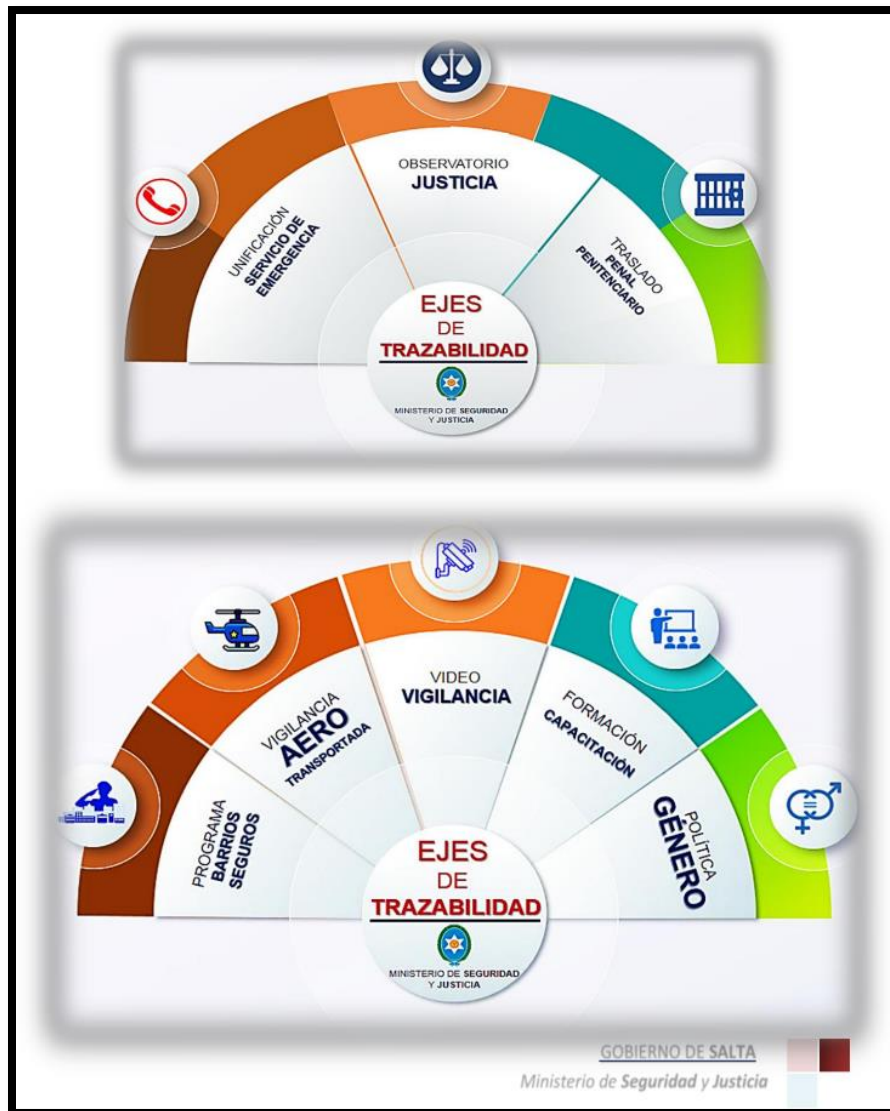 UNIFICACIÓN
SERVICIO DE
EMERGENCIA
OBSERVATORIO
JUSTICIA
TRASLADO
PENAL
PENITENCIARIO
EJES
DE
TRAZABILIDAD
MINISTERIO DE SEGURIDAD
Y JUSTICIA
PROGRAMA
BARRIOS
SEGUROS
VIGILANCIA
AERO
TRANSPORTADA
VIDEO
VIGILANCIA
FORMACIÓN
CAPACITACIÓN
POLÍTICA
GÉNERO
EJES
DE
TRAZABILIDAD
MINISTERIO DE SEGURIDAD
Y JUSTICIA
GOBIERNO DE SALTA
Ministerio de Seguridad y Justicia